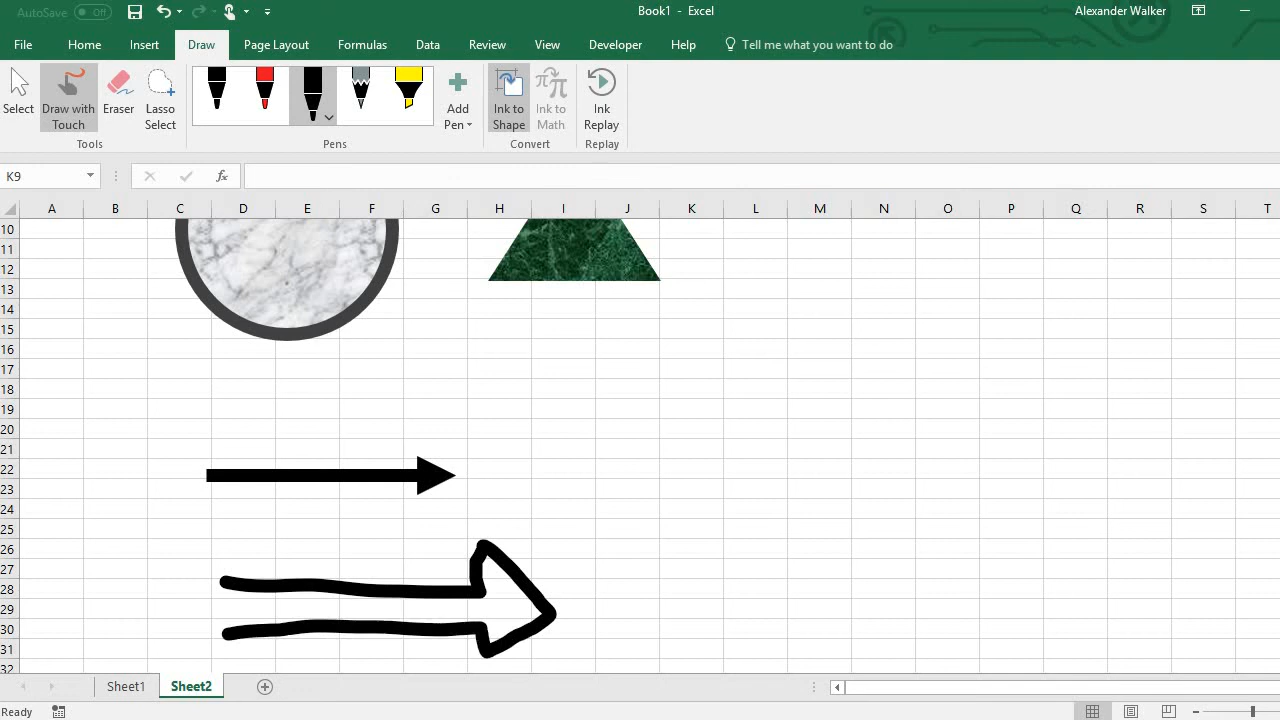 AutoSave Off Book1 - Excel Alexander Walker
File Home Insert Draw Page Layout Formulas Data Review View Developer Help Tell me what you want to do
Select Draw with Touch Eraser Lasso Select Add Pen Ink to Shape Ink to Math Ink Replay
Tools Pens Convert Replay
K9 fx
A B C D E F G H I J K L M N O P Q R S T
10
11
12
13
14
15
16
17
18
19
20
21
22
23
24
25
26
27
28
29
30
31
32
Sheet1 Sheet2
Ready